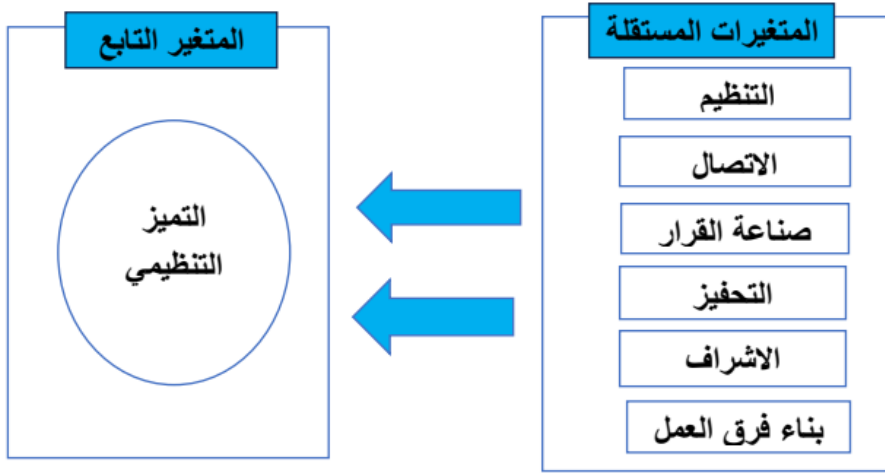 المتغيرات المستقلة
التنظيم
الاتصال
صناعة القرار
التحفيز
الاشراف
بناء فرق العمل
المتغير التابع
التميز
التنظيمي